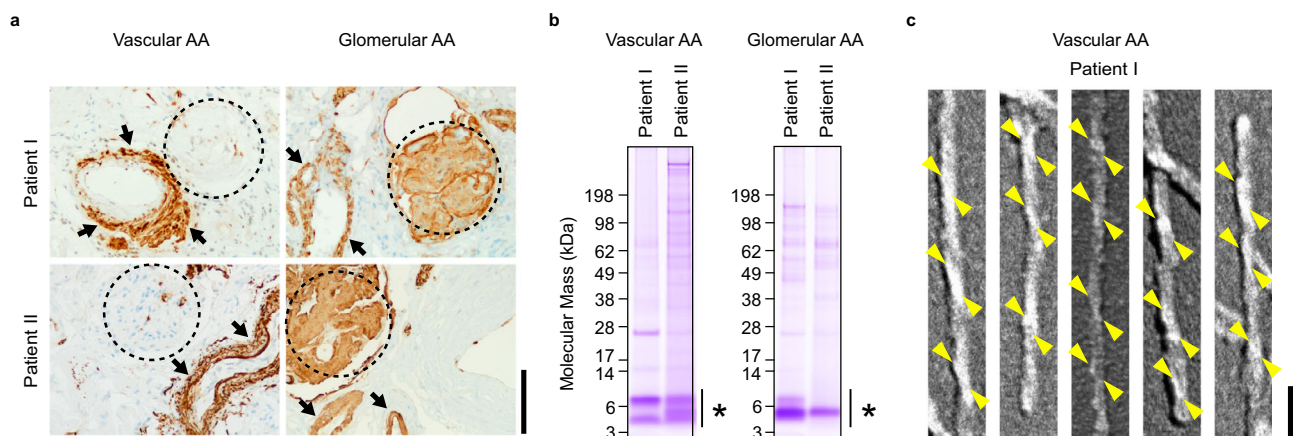 a
Vascular AA
Glomerular AA
Patient I
Patient II
b
Vascular AA
Glomerular AA
Patient I
Patient II
Patient I
Patient II
Molecular Mass (kDa)
198
98
62
49
38
28
17
14
6
3
*
198
98
62
49
38
28
17
14
6
3
*
c
Vascular AA
Patient I